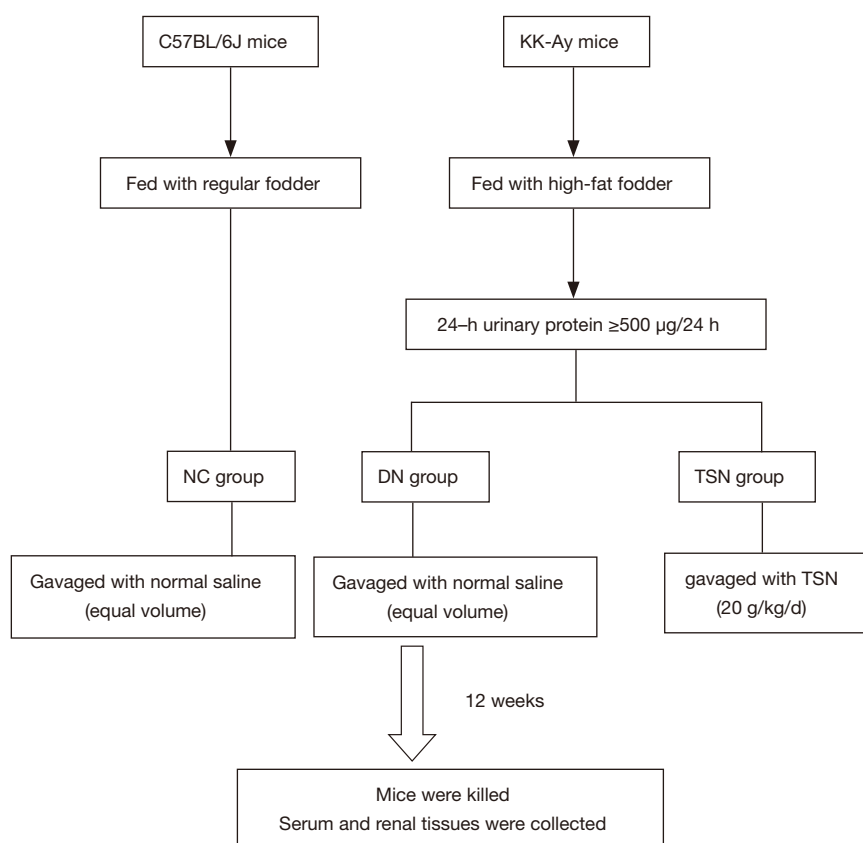 C57BL/6J mice
KK-Ay mice
Fed with regular fodder
Fed with high-fat fodder
24–h urinary protein ≥500 µg/24 h
NC group
DN group
TSN group
Gavaged with normal saline
(equal volume)
Gavaged with normal saline
(equal volume)
gavaged with TSN
(20 g/kg/d)
12 weeks
Mice were killed
Serum and renal tissues were collected